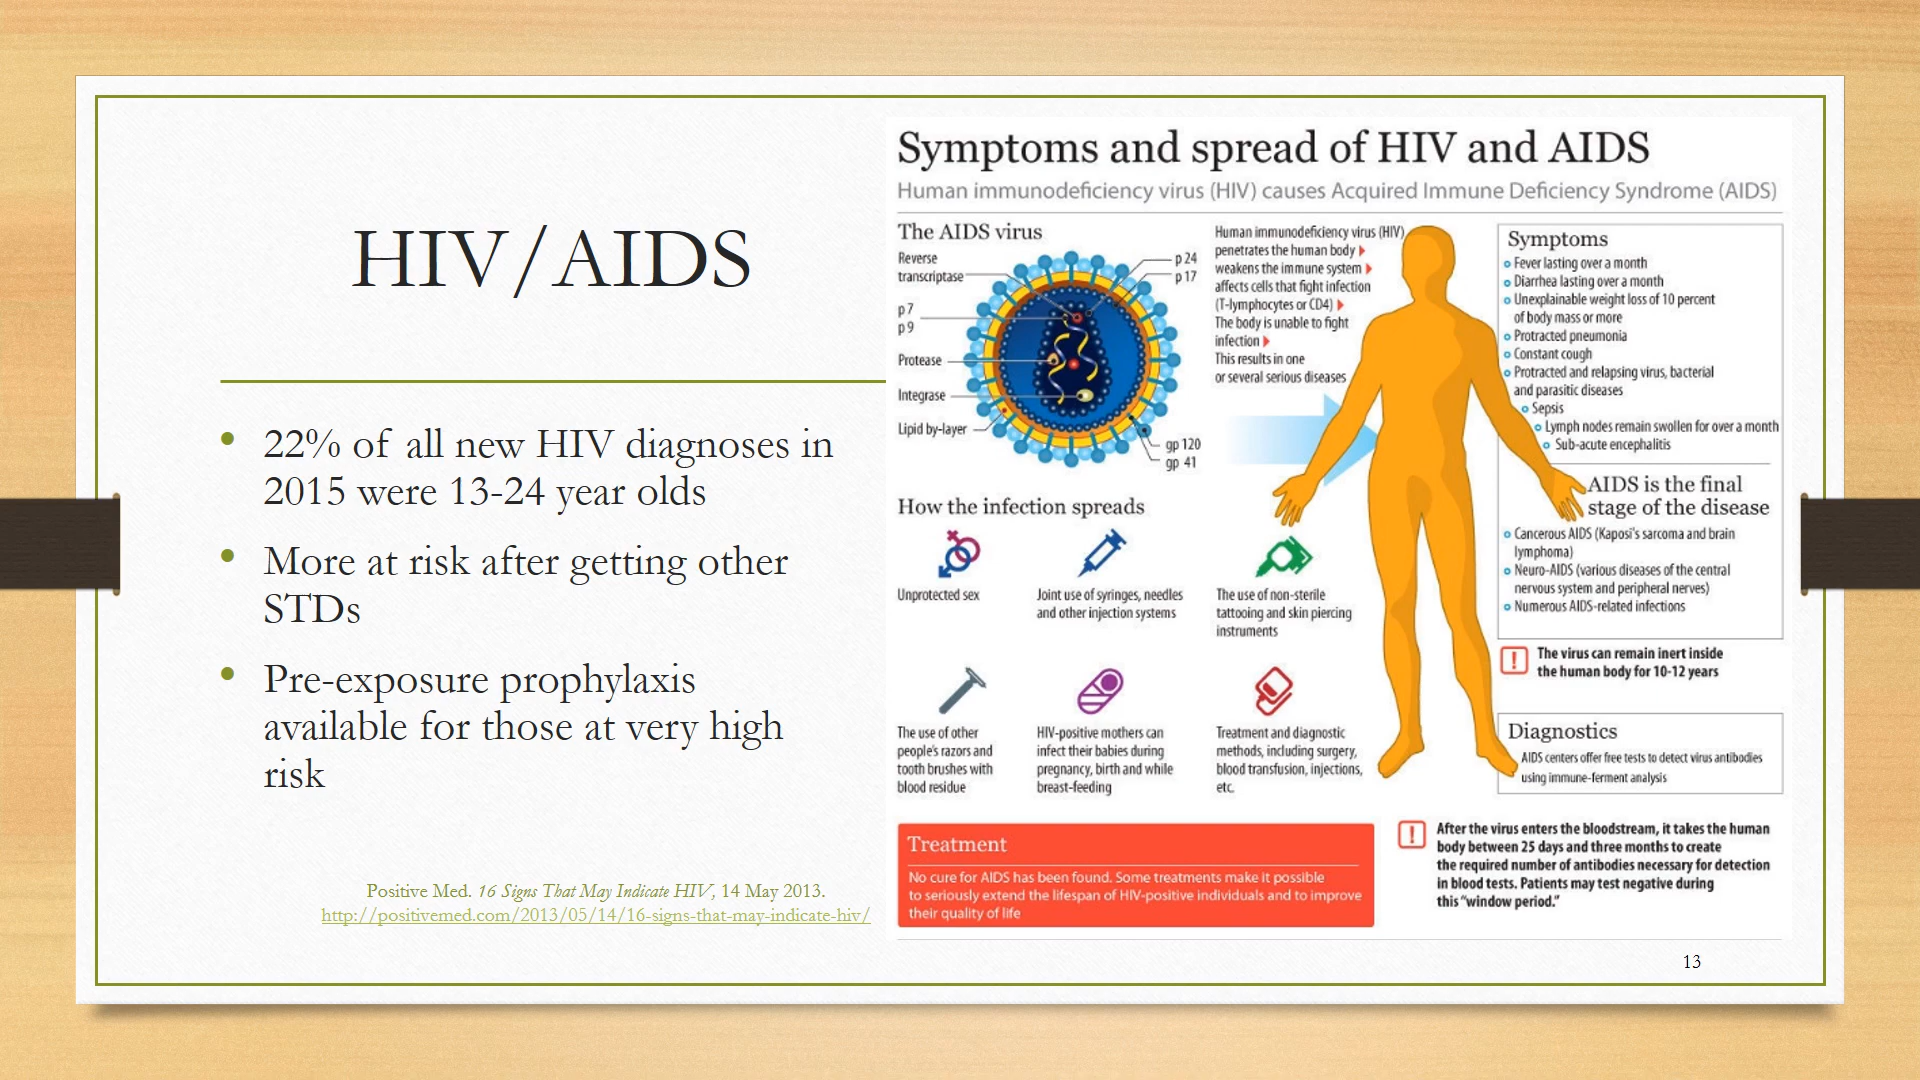 HIV/AIDS
• 22% of all new HIV diagnoses in
2015 were 13-24 year olds
• More at risk after getting other
STDs
• Pre-exposure prophylaxis
available for those at very high
risk
Positive Med. 16 Signs That May Indicate HIV, 14 May 2013.
http://positivemed.com/2013/05/14/16-signs-that-may-indicate-hiv/
Symptoms and spread of HIV and AIDS
Human immunodeficiency virus (HIV) causes Acquired Immune Deficiency Syndrome (AIDS)
The AIDS virus
Reverse
transcriptase
p 7
p 9
Protease
Integrase
Lipid by-layer
p 24
p 17
gp 120
gp 41
Human immunodeficiency virus (HIV)
penetrates the human body
weakens the immune system
affects cells that fight infection
(T-lymphocytes or CD4)
The body is unable to fight
infection
This results in one
or several serious diseases
Symptoms
Fever lasting over a month
Diarrhea lasting over a month
Unexplainable weight loss of 10 percent
of body mass or more
Protracted pneumonia
Constant cough
Protracted and relapsing virus, bacterial
and parasitic diseases
Sepsis
Lymph nodes remain swollen for over a month
Sub-acute encephalitis
AIDS is the final
stage of the disease
Cancerous AIDS (Kaposi's sarcoma and brain
lymphoma)
Neuro-AIDS (various diseases of the central
nervous system and peripheral nerves)
Numerous AIDS-related infections
The virus can remain inert inside
the human body for 10-12 years
Diagnostics
AIDS centers offer free tests to detect virus antibodies
using immune-ferment analysis
How the infection spreads
Unprotected sex
Joint use of syringes, needles
and other injection systems
The use of non-sterile
tattooing and skin piercing
instruments
The use of other
people's razors and
tooth brushes with
blood residue
HIV-positive mothers can
infect their babies during
pregnancy, birth and while
breast-feeding
Treatment and diagnostic
methods, including surgery,
blood transfusion, injections,
etc.
Treatment
No cure for AIDS has been found. Some treatments make it possible
to seriously extend the lifespan of HIV-positive individuals and to improve
their quality of life
After the virus enters the bloodstream, it takes the human
body between 25 days and three months to create
the required number of antibodies necessary for detection
in blood tests. Patients may test negative during
this "window period."
13